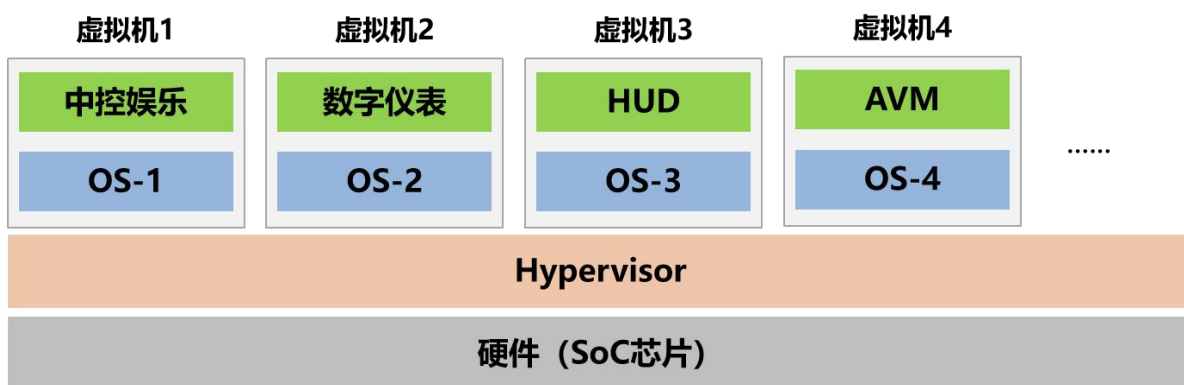 虚拟机1 虚拟机2 虚拟机3 虚拟机4
中控娱乐 数字仪表 HUD AVM
OS-1 OS-2 OS-3 OS-4
......
Hypervisor
硬件（SoC芯片）